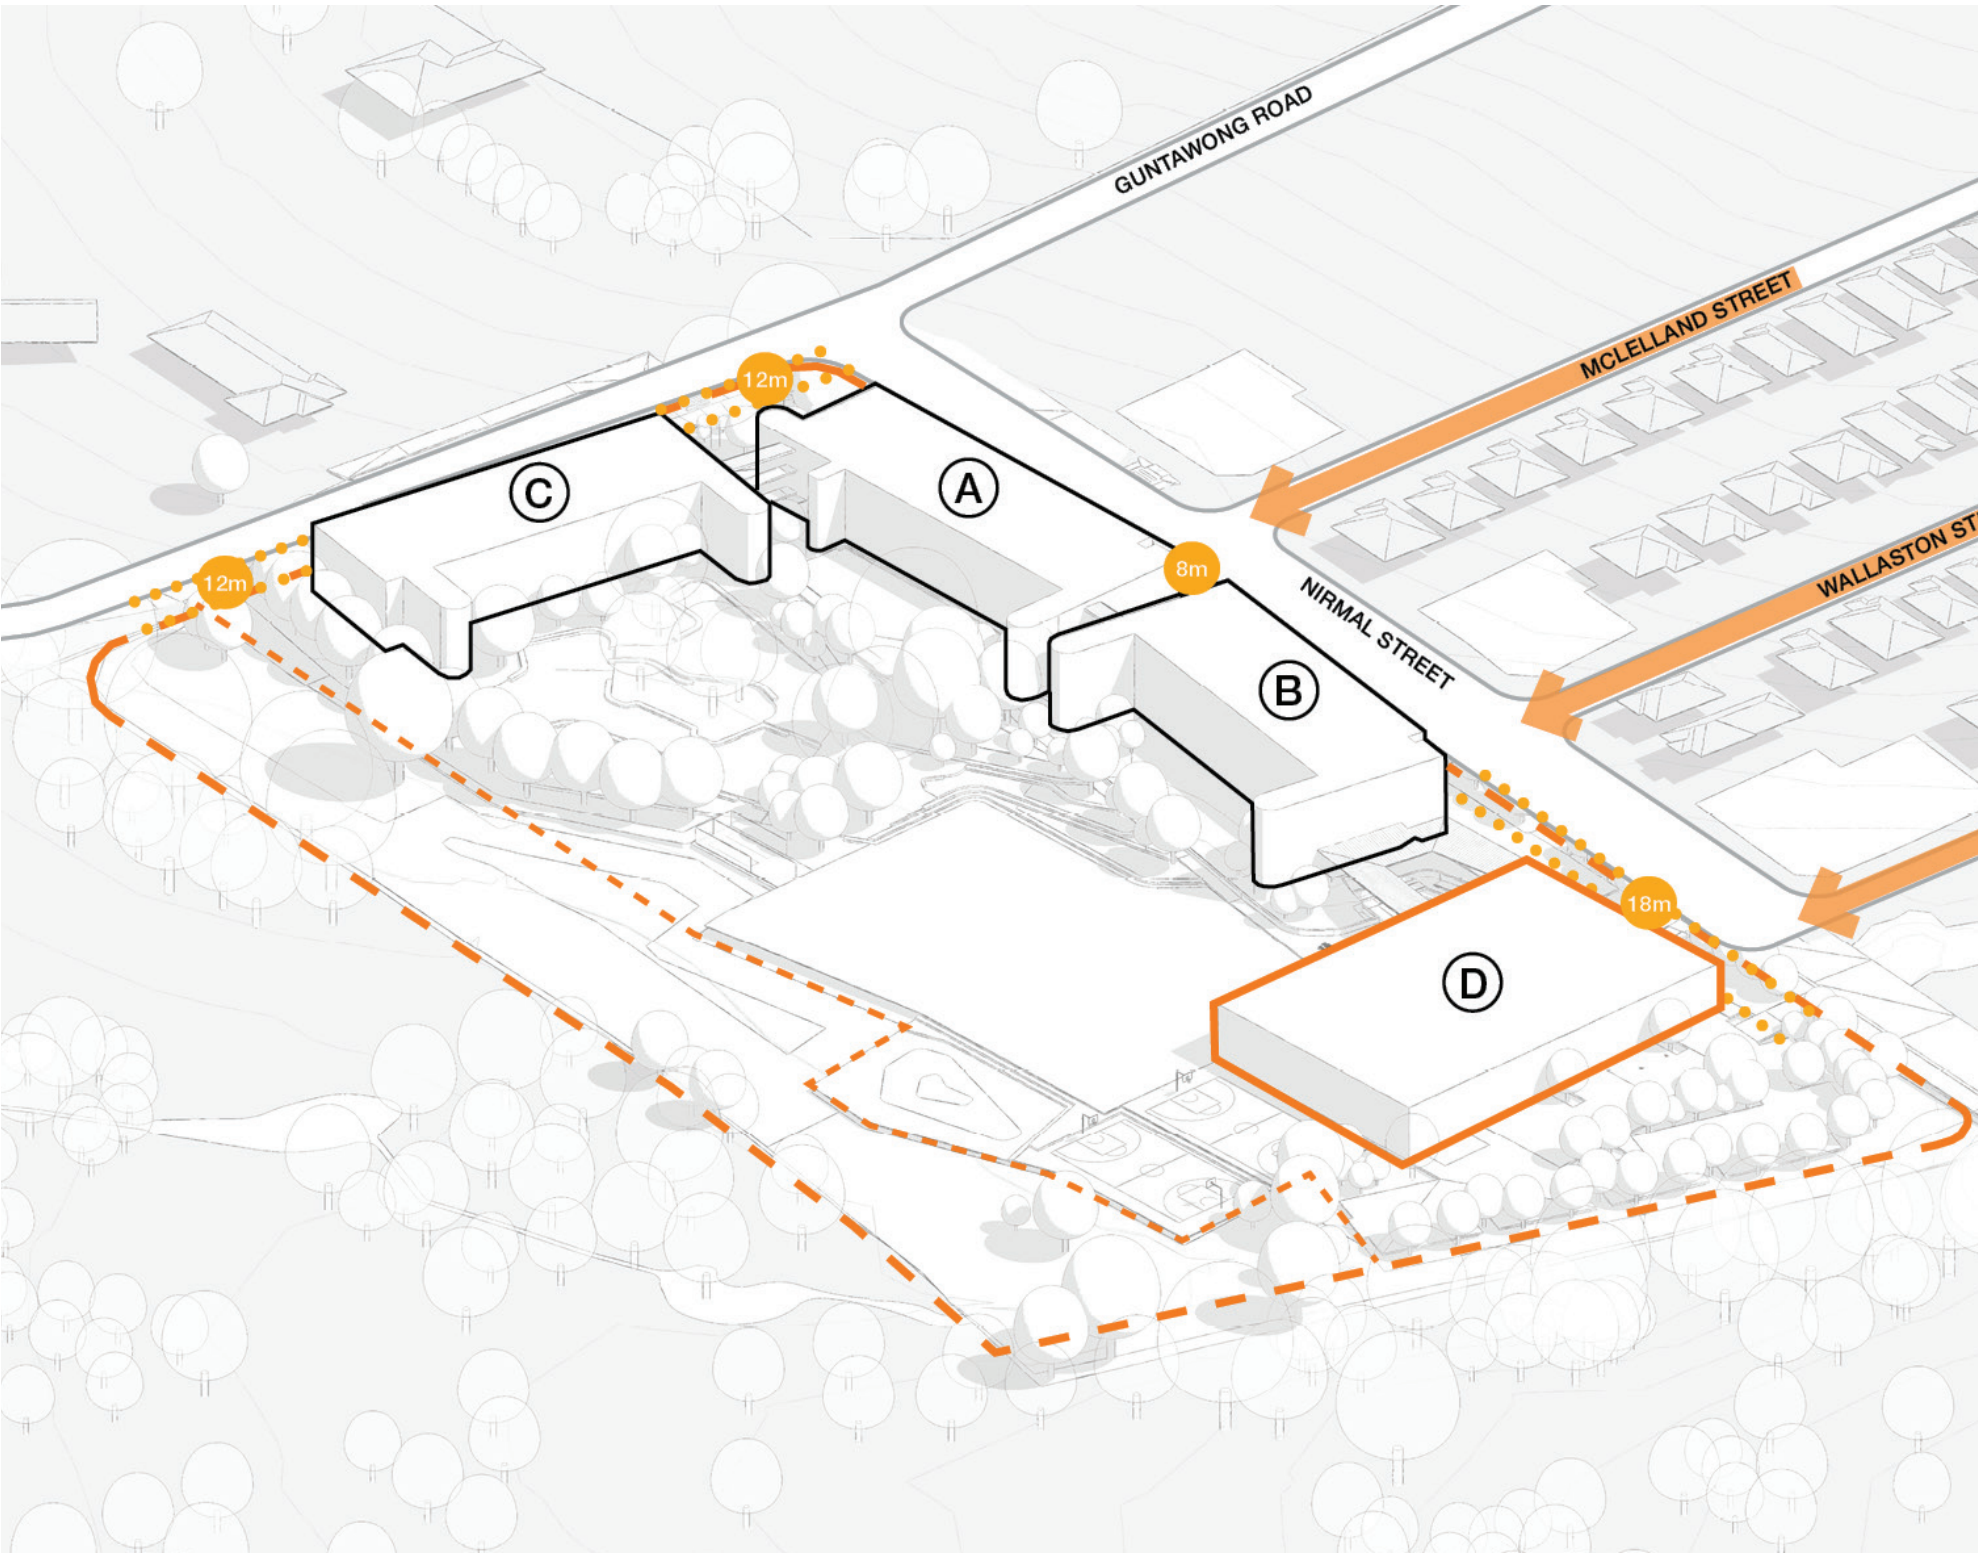 GUNTAWONG ROAD
MCLELLAND STREET
12m
C
A
WALLASTON ST
8m
12m
NIRMAL STREET
B
18m
D